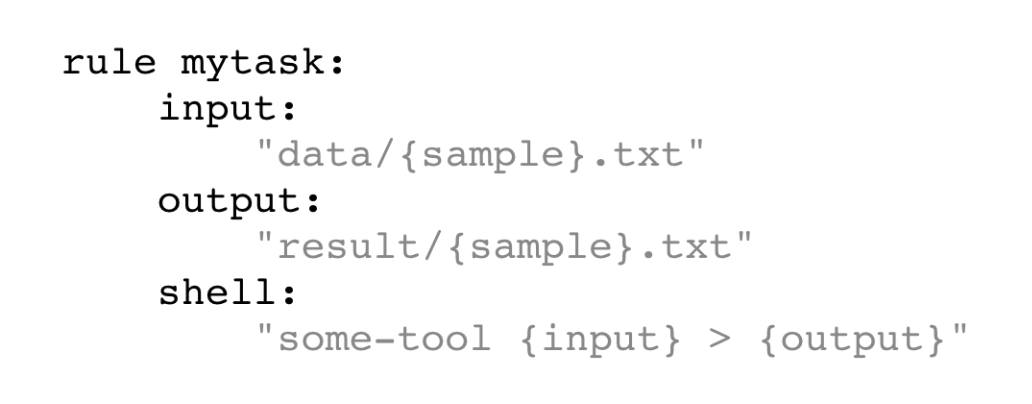 rule mytask:
    input:
        "data/{sample}.txt"
    output:
        "result/{sample}.txt"
    shell:
        "some-tool {input} > {output}"